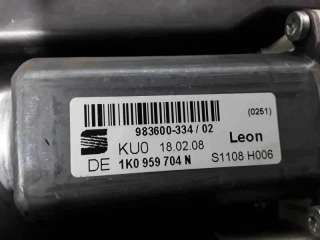 (0251)
983600-334 / 02
KU0 18.02.08 Leon
DE 1K0 959 704 N S1108 H006